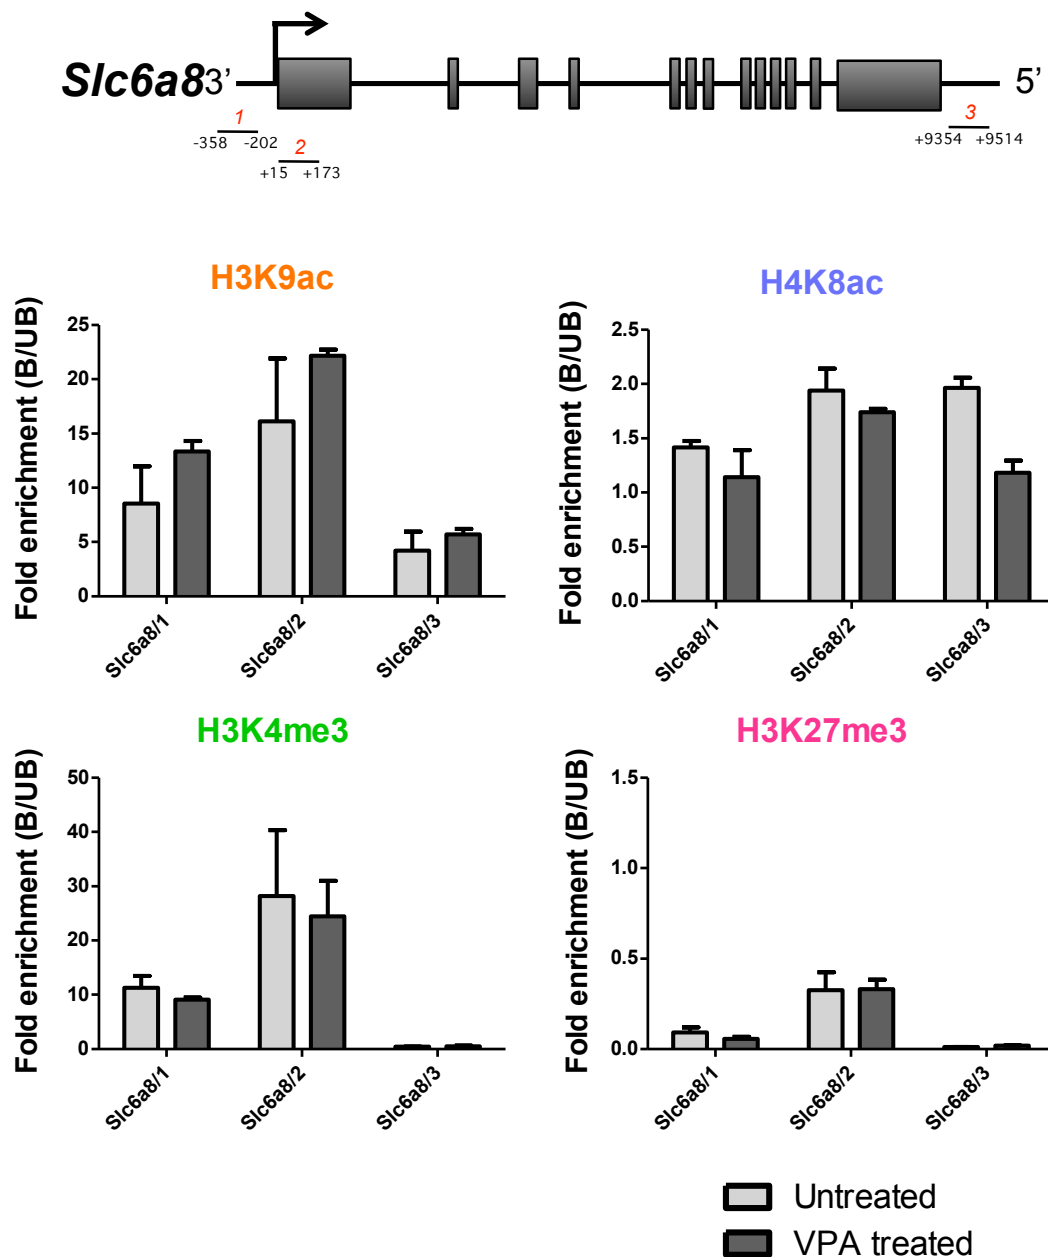 Slc6a8 3’ 5’
1 3
-358 -202 +9354 +9514
2
+15 +173
H3K9ac
Fold enrichment (B/UB)
25
20
15
10
5
0
Slc6a8/1 Slc6a8/2 Slc6a8/3
H4K8ac
Fold enrichment (B/UB)
2.5
2.0
1.5
1.0
0.5
0.0
Slc6a8/1 Slc6a8/2 Slc6a8/3
H3K4me3
Fold enrichment (B/UB)
50
40
30
20
10
0
Slc6a8/1 Slc6a8/2 Slc6a8/3
H3K27me3
Fold enrichment (B/UB)
1.5
1.0
0.5
0.0
Slc6a8/1 Slc6a8/2 Slc6a8/3
Untreated
VPA treated